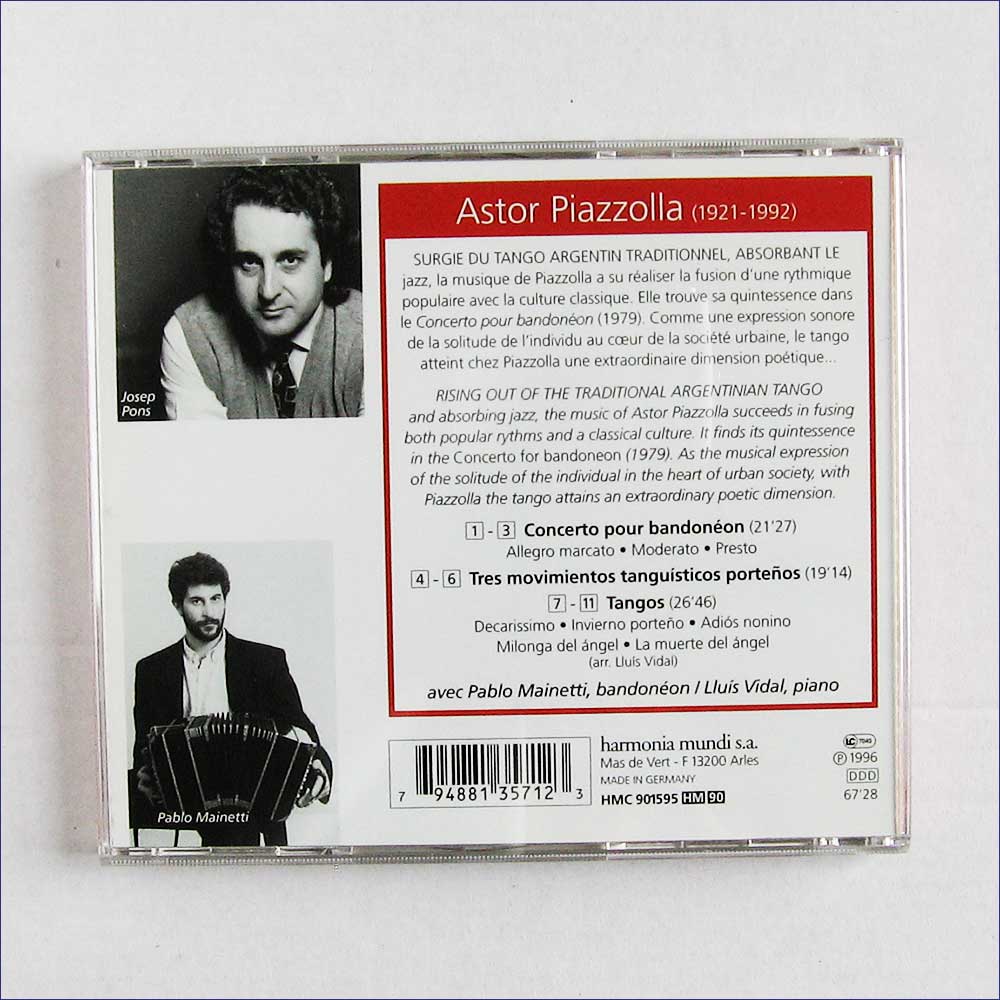 Josep
Pons
Pablo Mainetti
Astor Piazzolla (1921-1992)
SURGIE DU TANGO ARGENTIN TRADITIONNEL, ABSORBANT LE
jazz, la musique de Piazzolla a su réaliser la fusion d'une rythmique
populaire avec la culture classique. Elle trouve sa quintessence dans
le Concerto pour bandonéon (1979). Comme une expression sonore
de la solitude de l'individu au cœur de la société urbaine, le tango
atteint chez Piazzolla une extraordinaire dimension poétique...
RISING OUT OF THE TRADITIONAL ARGENTINIAN TANGO
and absorbing jazz, the music of Astor Piazzolla succeeds in fusing
both popular rythms and a classical culture. It finds its quintessence
in the Concerto for bandoneon (1979). As the musical expression
of the solitude of the individual in the heart of urban society, with
Piazzolla the tango attains an extraordinary poetic dimension.
1 - 3 Concerto pour bandonéon (21'27)
Allegro marcato • Moderato • Presto
4 - 6 Tres movimientos tanguísticos porteños (19'14)
7 - 11 Tangos (26'46)
Decarissimo • Invierno porteño • Adiós nonino
Milonga del ángel • La muerte del ángel
(arr. Lluís Vidal)
avec Pablo Mainetti, bandonéon / Lluís Vidal, piano
7 94881 35712 3
harmonia mundi s.a.
Mas de Vert - F 13200 Arles
MADE IN GERMANY
HMC 901595 HM 90
LC 7045
℗ 1996
DDD
67'28